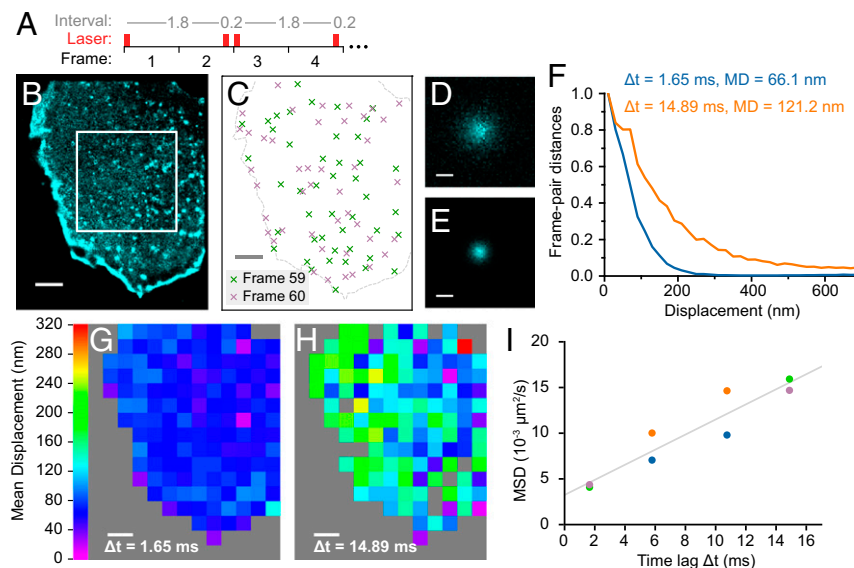 A
Interval: 1.8 0.2 1.8 0.2
Laser:
Frame: 1 2 3 4 •••
B
C
Frame 59
Frame 60
D
E
F
Δt = 1.65 ms, MD = 66.1 nm
Δt = 14.89 ms, MD = 121.2 nm
Frame-pair distances
1.0
0.8
0.6
0.4
0.2
0.0
0 200 400 600
Displacement (nm)
Mean Displacement (nm)
320
280
240
200
160
120
80
40
0
G
Δt = 1.65 ms
H
Δt = 14.89 ms
I
MSD (10⁻³ µm²/s)
20
15
10
5
0
0 2 4 6 8 10 12 14 16
Time lag Δt (ms)